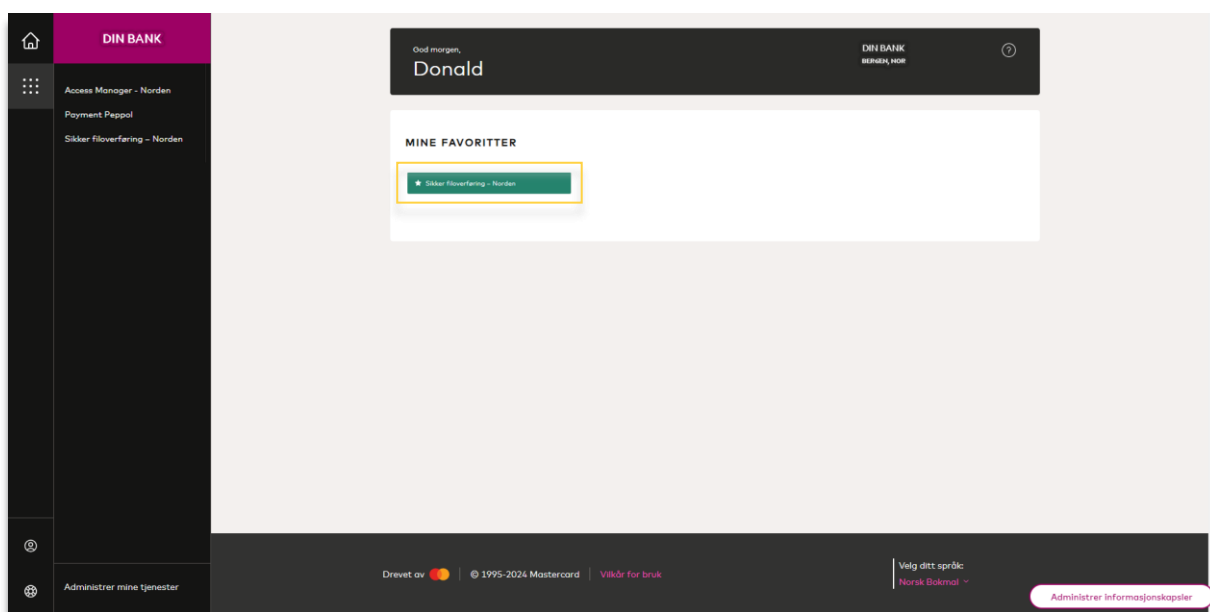 DIN BANK
Access Manager - Norden
Payment Peppol
Sikker filoverføring – Norden
Administrer mine tjenester
God morgen,
Donald
DIN BANK
BERGEN, NOR
MINE FAVORITTER
Sikker filoverføring – Norden
Drevet av
© 1995-2024 Mastercard
Vilkår for bruk
Velg ditt språk:
Norsk Bokmal
Administrer informasjonskapsler